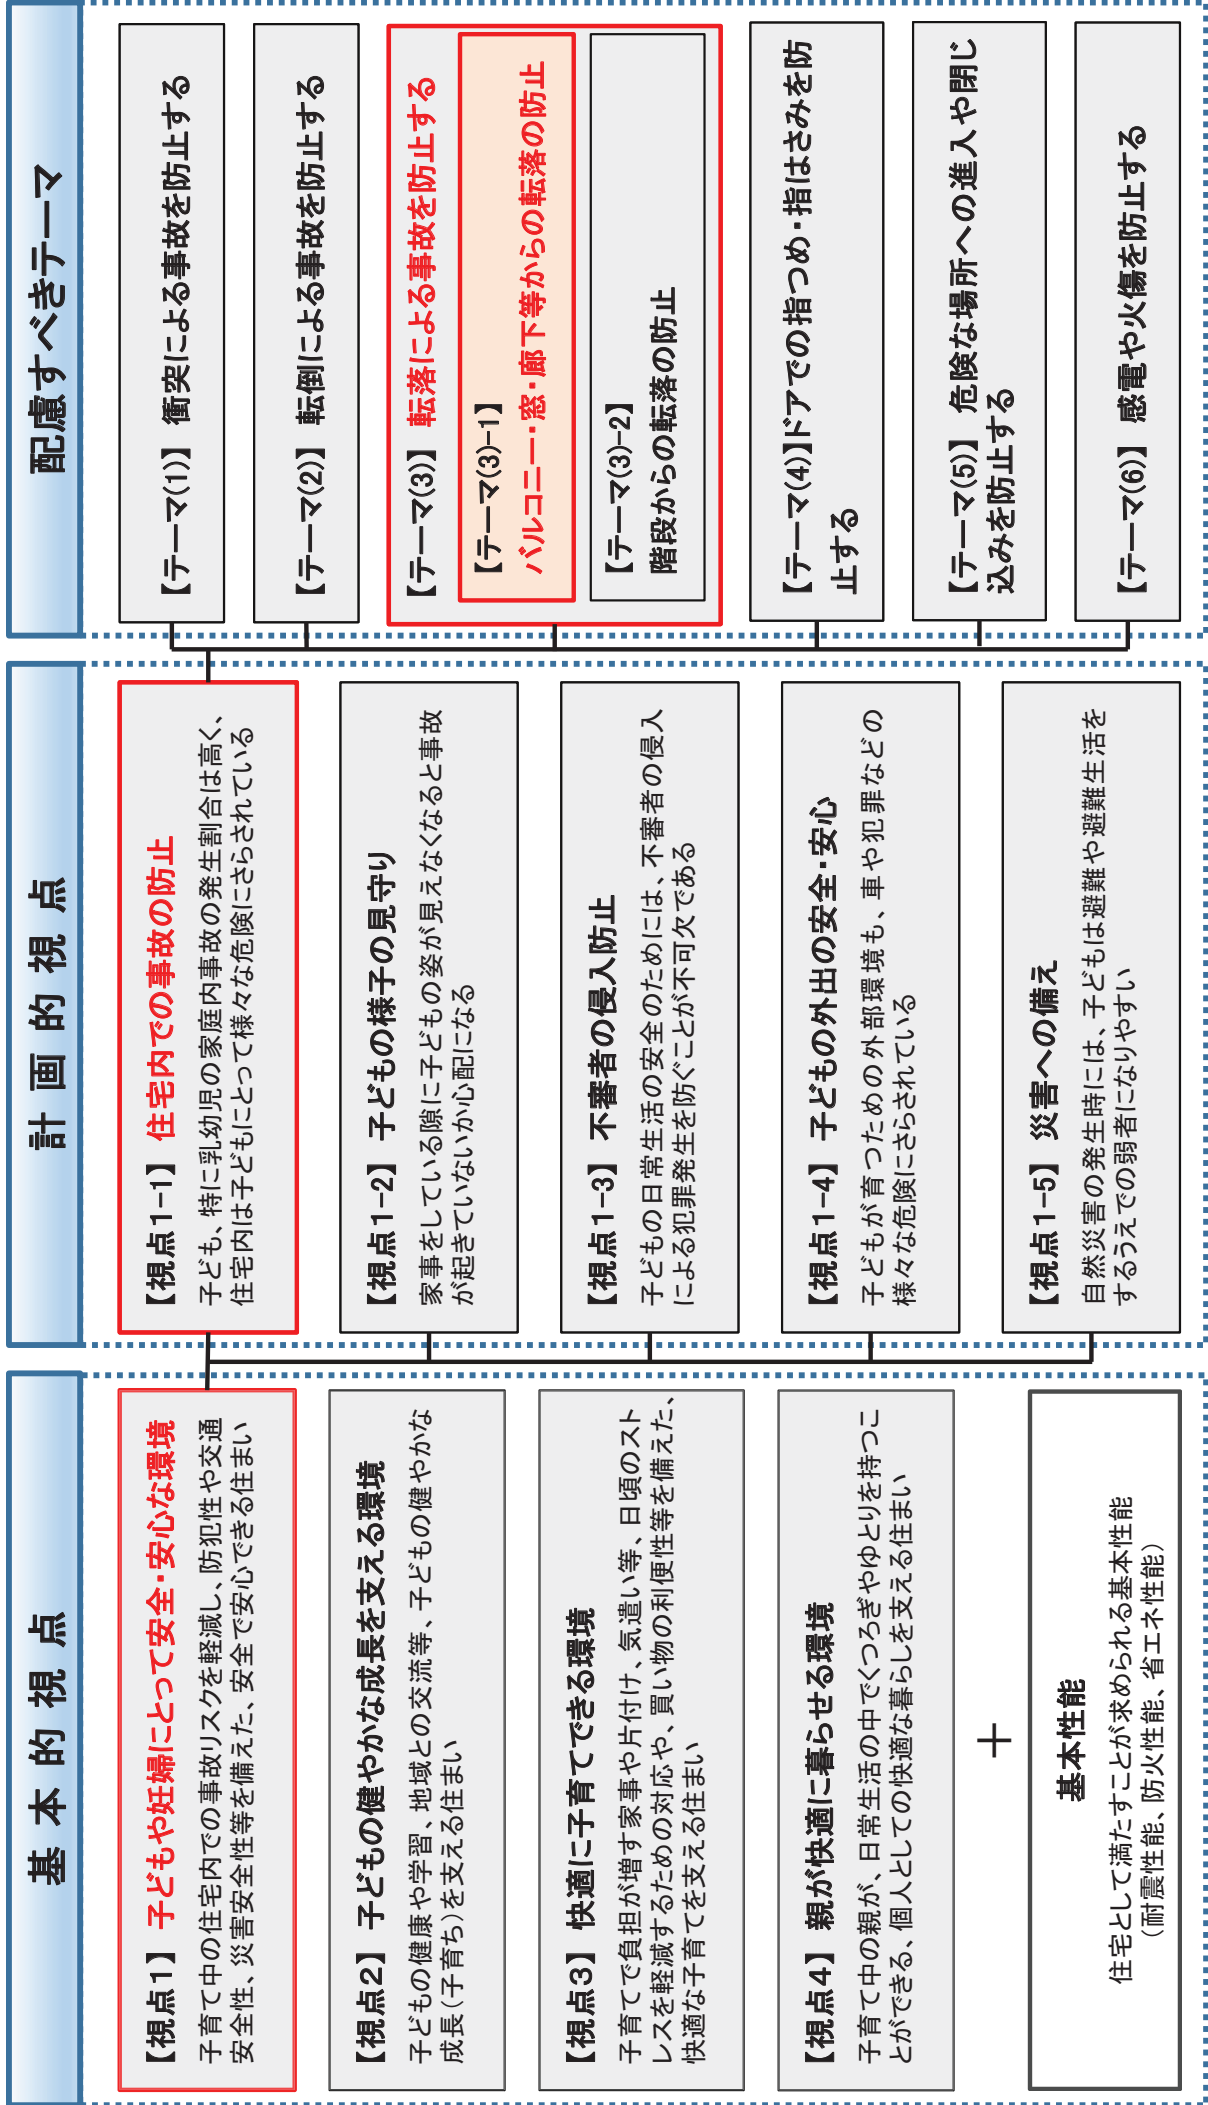 基本的視点
【視点1】 子どもや妊婦にとって安全・安心な環境
子育て中の住宅内での事故リスクを軽減し、防犯性や交通
安全性、災害安全性等を備えた、安全で安心できる住まい
【視点2】 子どもの健やかな成長を支える環境
子どもの健康や学習、地域との交流等、子どもの健やかな
成長(子育ち)を支える住まい
【視点3】 快適に子育てできる環境
子育てで負担が増す家事や片付け、気遣い等、日頃のスト
レスを軽減するための対応や、買い物の利便性等を備えた、
快適な子育てを支える住まい
【視点4】 親が快適に暮らせる環境
子育て中の親が、日常生活の中でくつろぎやゆとりを持つこ
とができる、個人としての快適な暮らしを支える住まい
＋
基本性能
住宅として満たすことが求められる基本性能
(耐震性能、防火性能、省エネ性能)
計画的視点
【視点1-1】 住宅内での事故の防止
子ども、特に乳幼児の家庭内事故の発生割合は高く、
住宅内は子どもにとって様々な危険にさらされている
【視点1-2】 子どもの様子の見守り
家事をしている隙に子どもの姿が見えなくなると事故
が起きていないか心配になる
【視点1-3】 不審者の侵入防止
子どもの日常生活の安全のためには、不審者の侵入
による犯罪発生を防ぐことが不可欠である
【視点1-4】 子どもの外出の安全・安心
子どもが育つための外部環境も、車や犯罪などの
様々な危険にさらされている
【視点1-5】 災害への備え
自然災害の発生時には、子どもは避難や避難生活を
するうえでの弱者になりやすい
配慮すべきテーマ
【テーマ(1)】 衝突による事故を防止する
【テーマ(2)】 転倒による事故を防止する
【テーマ(3)】 転落による事故を防止する
【テーマ(3)-1】
バルコニー・窓・廊下等からの転落の防止
【テーマ(3)-2】
階段からの転落の防止
【テーマ(4)】ドアでの指つめ・指はさみを防
止する
【テーマ(5)】 危険な場所への進入や閉じ
込みを防止する
【テーマ(6)】 感電や火傷を防止する